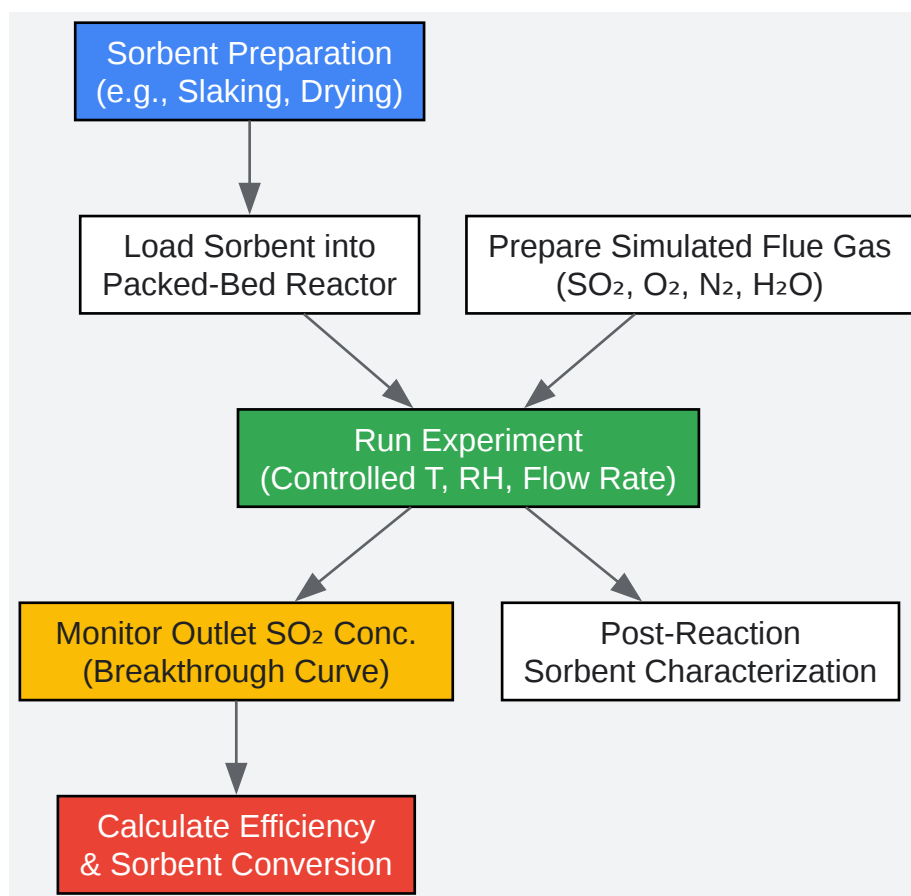 Sorbent Preparation
(e.g., Slaking, Drying)
Load Sorbent into
Packed-Bed Reactor
Prepare Simulated Flue Gas
(SO₂, O₂, N₂, H₂O)
Run Experiment
(Controlled T, RH, Flow Rate)
Monitor Outlet SO₂ Conc.
(Breakthrough Curve)
Post-Reaction
Sorbent Characterization
Calculate Efficiency
& Sorbent Conversion